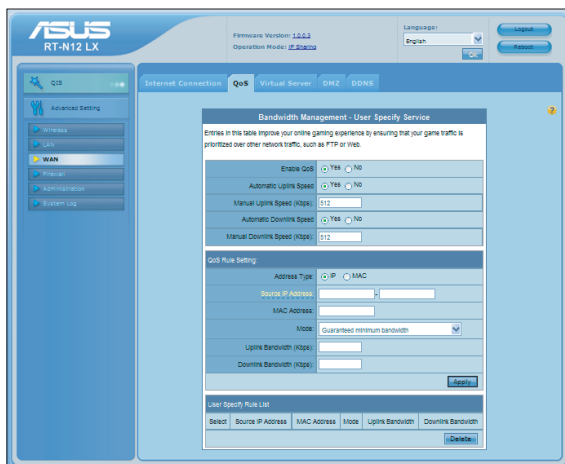 ASUS
RT-N12 LX
Firmware Version: 1.0.0.3
Operation Mode: IP Sharing
Language:
English
OK
Logout
Reboot
QIS
Advanced Setting
Wireless
LAN
WAN
Firewall
Administration
System Log
Internet Connection QoS Virtual Server DMZ DDNS
?
Bandwidth Management - User Specify Service
Entries in this table improve your online gaming experience by ensuring that your game traffic is
prioritized over other network traffic, such as FTP or Web.
Enable QoS Yes No
Automatic Uplink Speed Yes No
Manual Uplink Speed (Kbps): 512
Automatic Downlink Speed Yes No
Manual Downlink Speed (Kbps): 512
QoS Rule Setting:
Address Type: IP MAC
Source IP Address: -
MAC Address:
Mode: Guaranteed minimum bandwidth
Uplink Bandwidth (Kbps):
Downlink Bandwidth (Kbps):
Apply
User Specify Rule List
Select Source IP Address MAC Address Mode Uplink Bandwidth Downlink Bandwidth
Delete